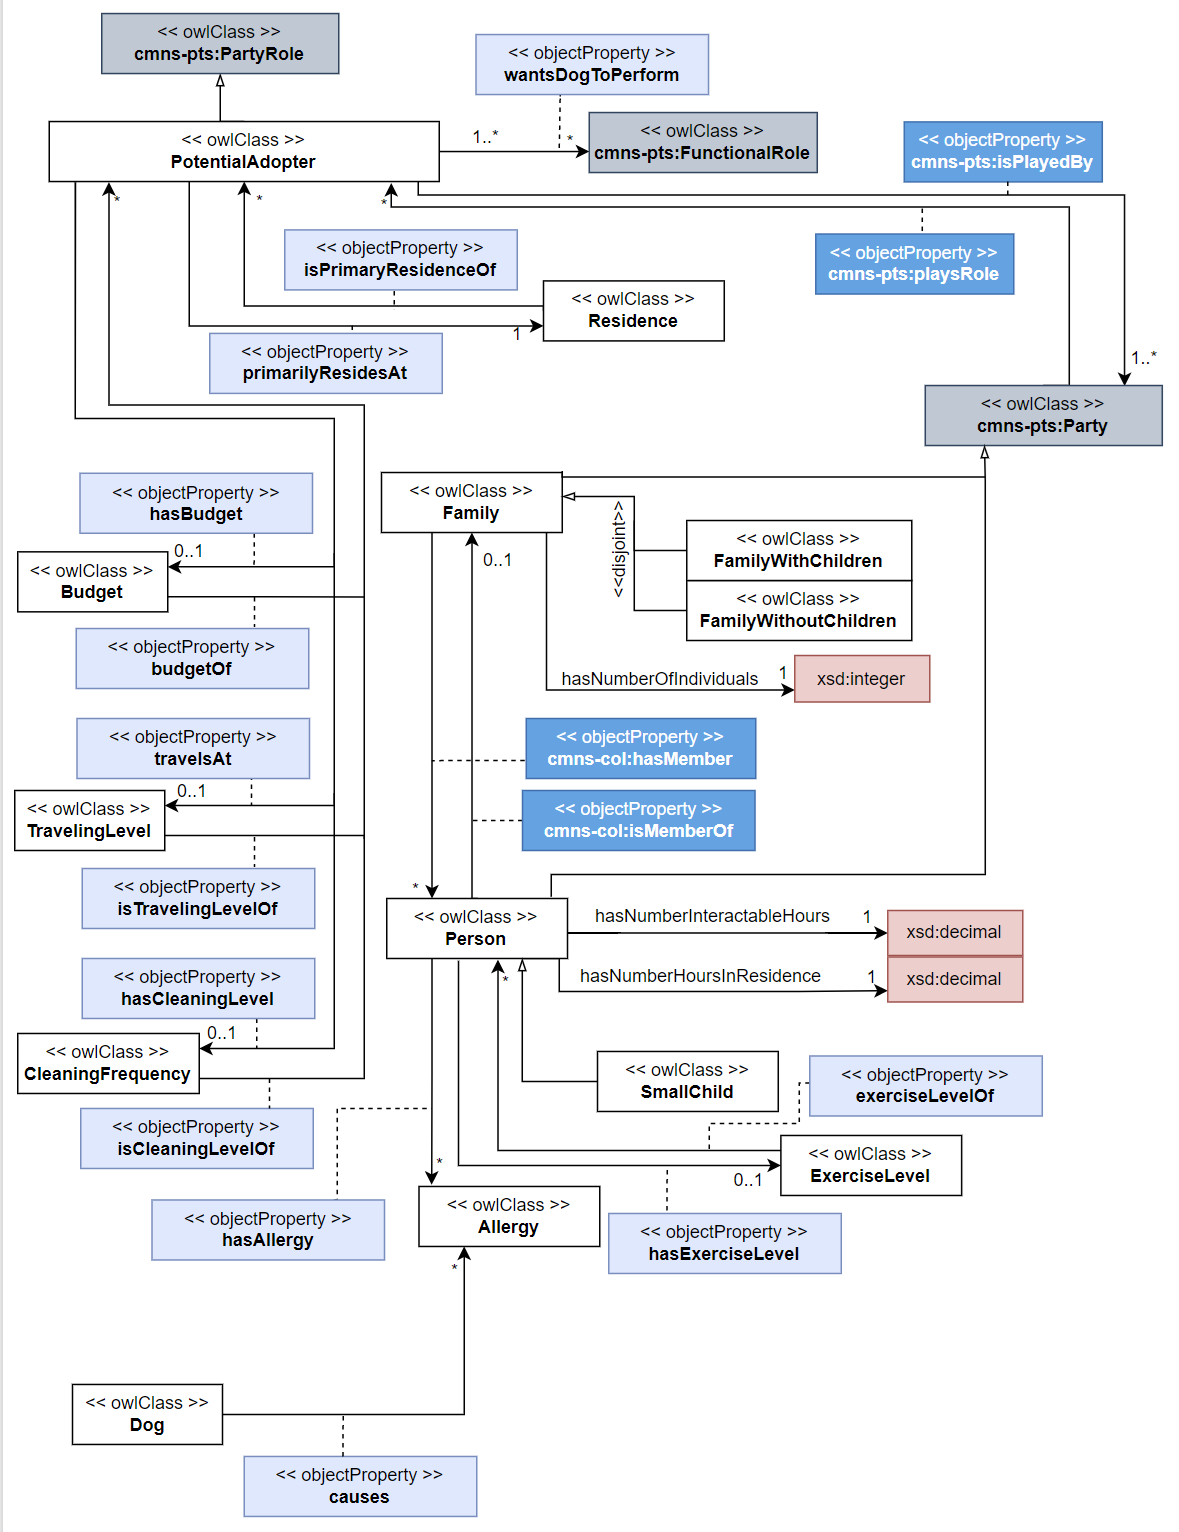 << owlClass >>
cmns-pts:PartyRole
<< objectProperty >>
wantsDogToPerform
<< owlClass >>
PotentialAdopter
1..*
*
<< owlClass >>
cmns-pts:FunctionalRole
<< objectProperty >>
cmns-pts:isPlayedBy
*
*
*
<< objectProperty >>
isPrimaryResidenceOf
<< objectProperty >>
cmns-pts:playsRole
<< owlClass >>
Residence
1
<< objectProperty >>
primarilyResidesAt
1..*
<< owlClass >>
cmns-pts:Party
<< objectProperty >>
hasBudget
<< owlClass >>
Family
<<disjoint>>
0..1
0..1
<< owlClass >>
FamilyWithChildren
<< owlClass >>
Budget
<< owlClass >>
FamilyWithoutChildren
<< objectProperty >>
budgetOf
hasNumberOfIndividuals
1
xsd:integer
<< objectProperty >>
travelsAt
<< objectProperty >>
cmns-col:hasMember
0..1
<< owlClass >>
TravelingLevel
<< objectProperty >>
cmns-col:isMemberOf
<< objectProperty >>
isTravelingLevelOf
*
<< owlClass >>
Person
hasNumberInteractableHours
1
xsd:decimal
hasNumberHoursInResidence
1
xsd:decimal
*
<< objectProperty >>
hasCleaningLevel
0..1
<< owlClass >>
CleaningFrequency
<< owlClass >>
SmallChild
<< objectProperty >>
exerciseLevelOf
<< objectProperty >>
isCleaningLevelOf
*
<< owlClass >>
ExerciseLevel
0..1
<< objectProperty >>
hasAllergy
<< owlClass >>
Allergy
<< objectProperty >>
hasExerciseLevel
*
<< owlClass >>
Dog
<< objectProperty >>
causes